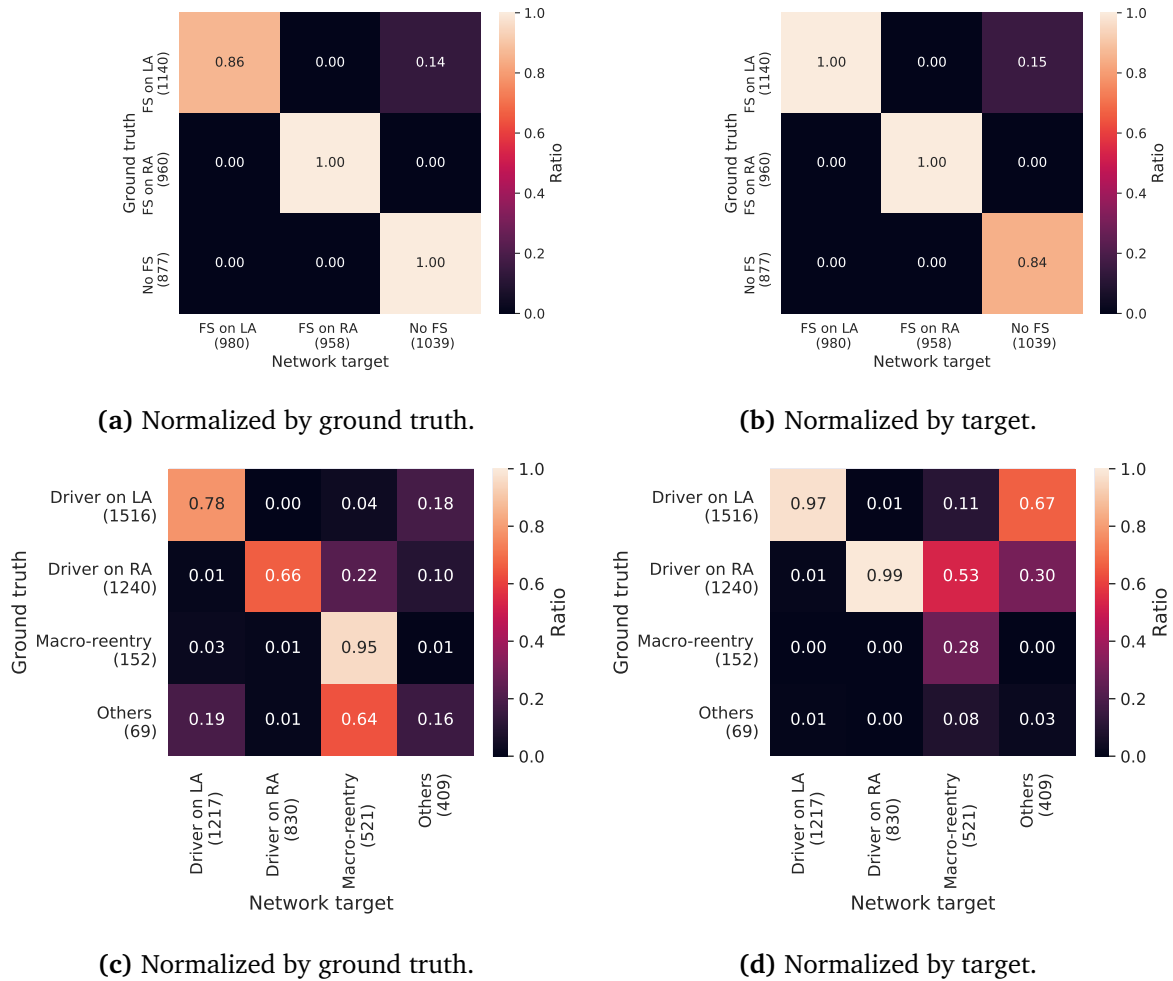 FS on LA
(1140)
FS on RA
(960)
No FS
(877)
Ground truth
0.86 0.00 0.14
0.00 1.00 0.00
0.00 0.00 1.00
FS on LA
(980)
FS on RA
(958)
No FS
(1039)
Network target
1.0
0.8
0.6
0.4
0.2
0.0
Ratio
(a) Normalized by ground truth.
FS on LA
(1140)
FS on RA
(960)
No FS
(877)
Ground truth
1.00 0.00 0.15
0.00 1.00 0.00
0.00 0.00 0.84
FS on LA
(980)
FS on RA
(958)
No FS
(1039)
Network target
1.0
0.8
0.6
0.4
0.2
0.0
Ratio
(b) Normalized by target.
Ground truth
Driver on LA
(1516)
0.78 0.00 0.04 0.18
Driver on RA
(1240)
0.01 0.66 0.22 0.10
Macro-reentry
(152)
0.03 0.01 0.95 0.01
Others
(69)
0.19 0.01 0.64 0.16
Driver on LA
(1217)
Driver on RA
(830)
Macro-reentry
(521)
Others
(409)
Network target
1.0
0.8
0.6
0.4
0.2
0.0
Ratio
(c) Normalized by ground truth.
Ground truth
Driver on LA
(1516)
0.97 0.01 0.11 0.67
Driver on RA
(1240)
0.01 0.99 0.53 0.30
Macro-reentry
(152)
0.00 0.00 0.28 0.00
Others
(69)
0.01 0.00 0.08 0.03
Driver on LA
(1217)
Driver on RA
(830)
Macro-reentry
(521)
Others
(409)
Network target
1.0
0.8
0.6
0.4
0.2
0.0
Ratio
(d) Normalized by target.